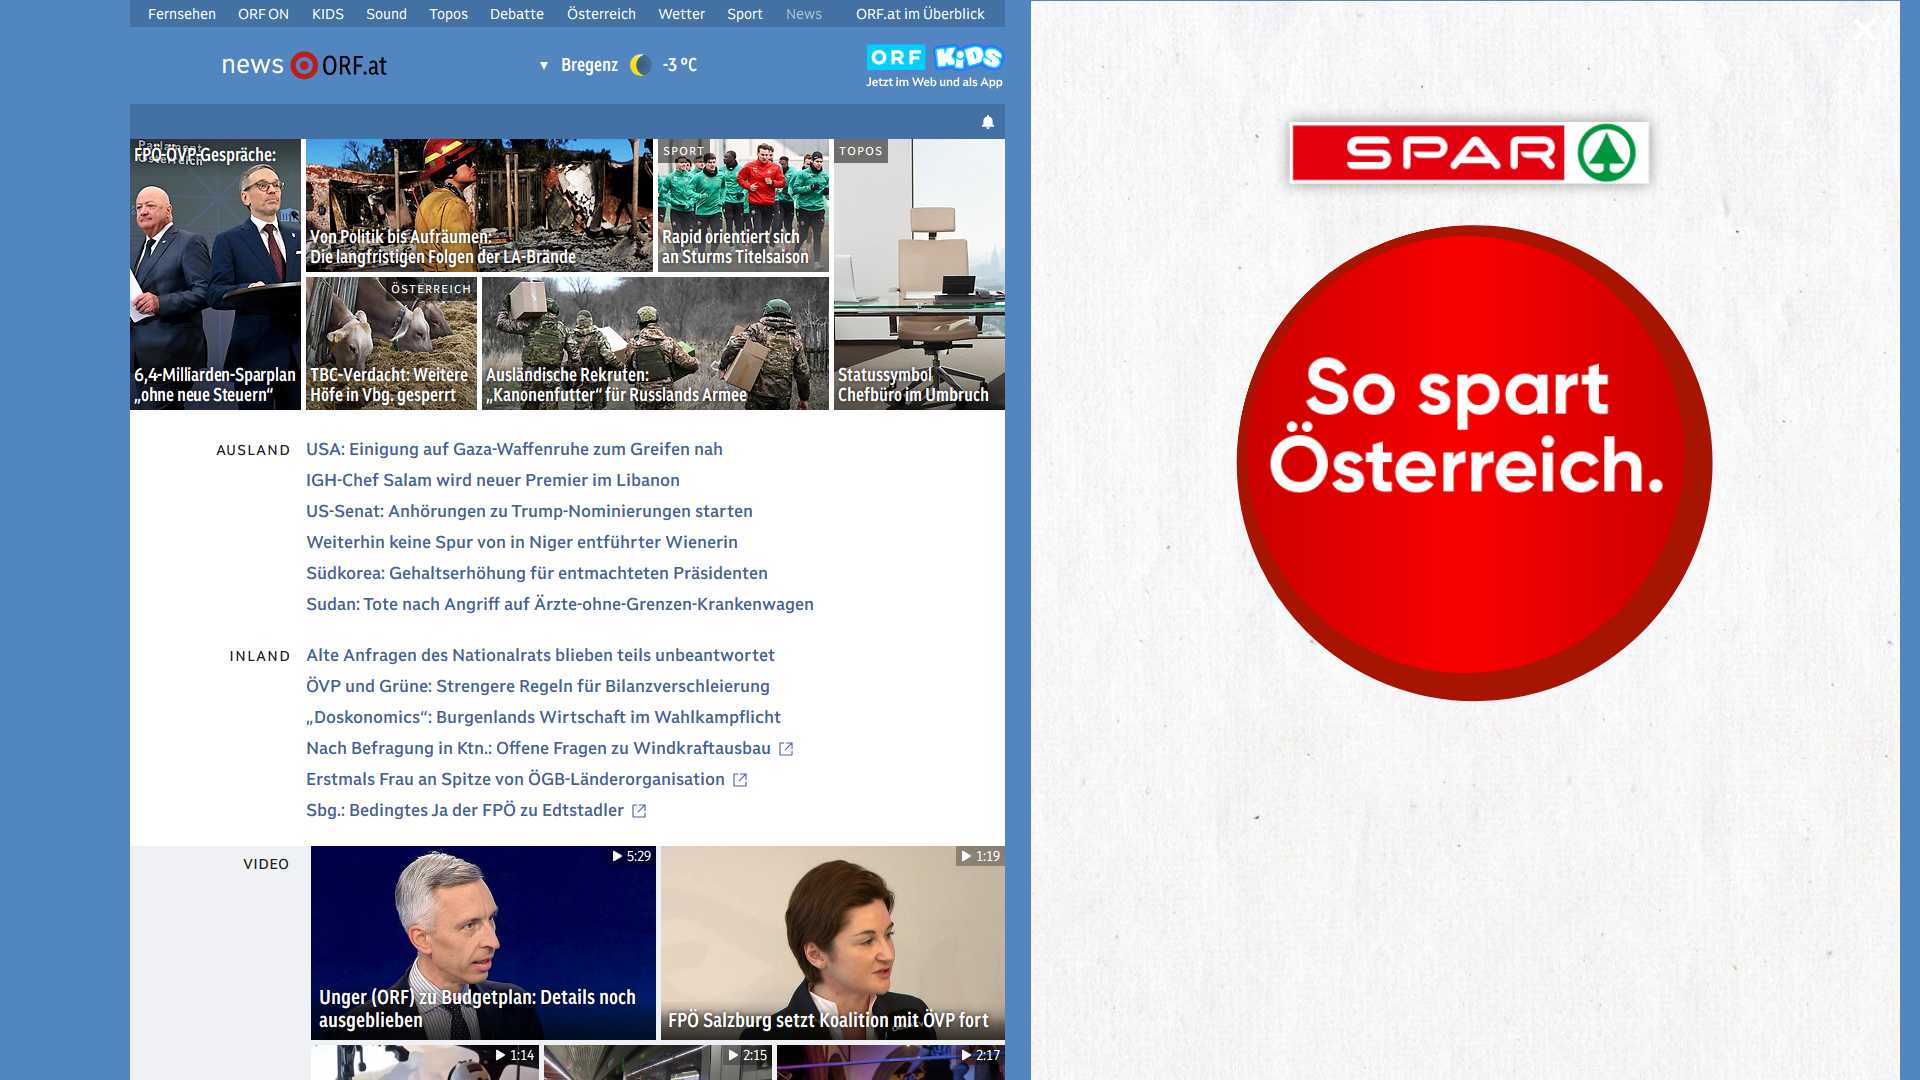 Fernsehen ORF ON KIDS Sound Topos Debatte Österreich Wetter Sport News ORF.at im Überblick
news ORF.at
Bregenz -3 °C
ORF KiDS
Jetzt im Web und als App
FPÖ-ÖVP-Gespräche:
6,4-Milliarden-Sparplan
„ohne neue Steuern“
Von Politik bis Aufräumen:
Die langfristigen Folgen der LA-Brände
SPORT
Rapid orientiert sich
an Sturms Titelsaison
TOPOS
Statussymbol
Chefbüro im Umbruch
ÖSTERREICH
TBC-Verdacht: Weitere
Höfe in Vbg. gesperrt
Ausländische Rekruten:
„Kanonenfutter“ für Russlands Armee
AUSLAND
USA: Einigung auf Gaza-Waffenruhe zum Greifen nah
IGH-Chef Salam wird neuer Premier im Libanon
US-Senat: Anhörungen zu Trump-Nominierungen starten
Weiterhin keine Spur von in Niger entführter Wienerin
Südkorea: Gehaltserhöhung für entmachteten Präsidenten
Sudan: Tote nach Angriff auf Ärzte-ohne-Grenzen-Krankenwagen
INLAND
Alte Anfragen des Nationalrats blieben teils unbeantwortet
ÖVP und Grüne: Strengere Regeln für Bilanzverschleierung
„Doskonomics“: Burgenlands Wirtschaft im Wahlkampflicht
Nach Befragung in Ktn.: Offene Fragen zu Windkraftausbau
Erstmals Frau an Spitze von ÖGB-Länderorganisation
Sbg.: Bedingtes Ja der FPÖ zu Edtstadler
VIDEO
5:29
Unger (ORF) zu Budgetplan: Details noch
ausgeblieben
1:19
FPÖ Salzburg setzt Koalition mit ÖVP fort
1:14
2:15
2:17
SPAR
So spart
Österreich.